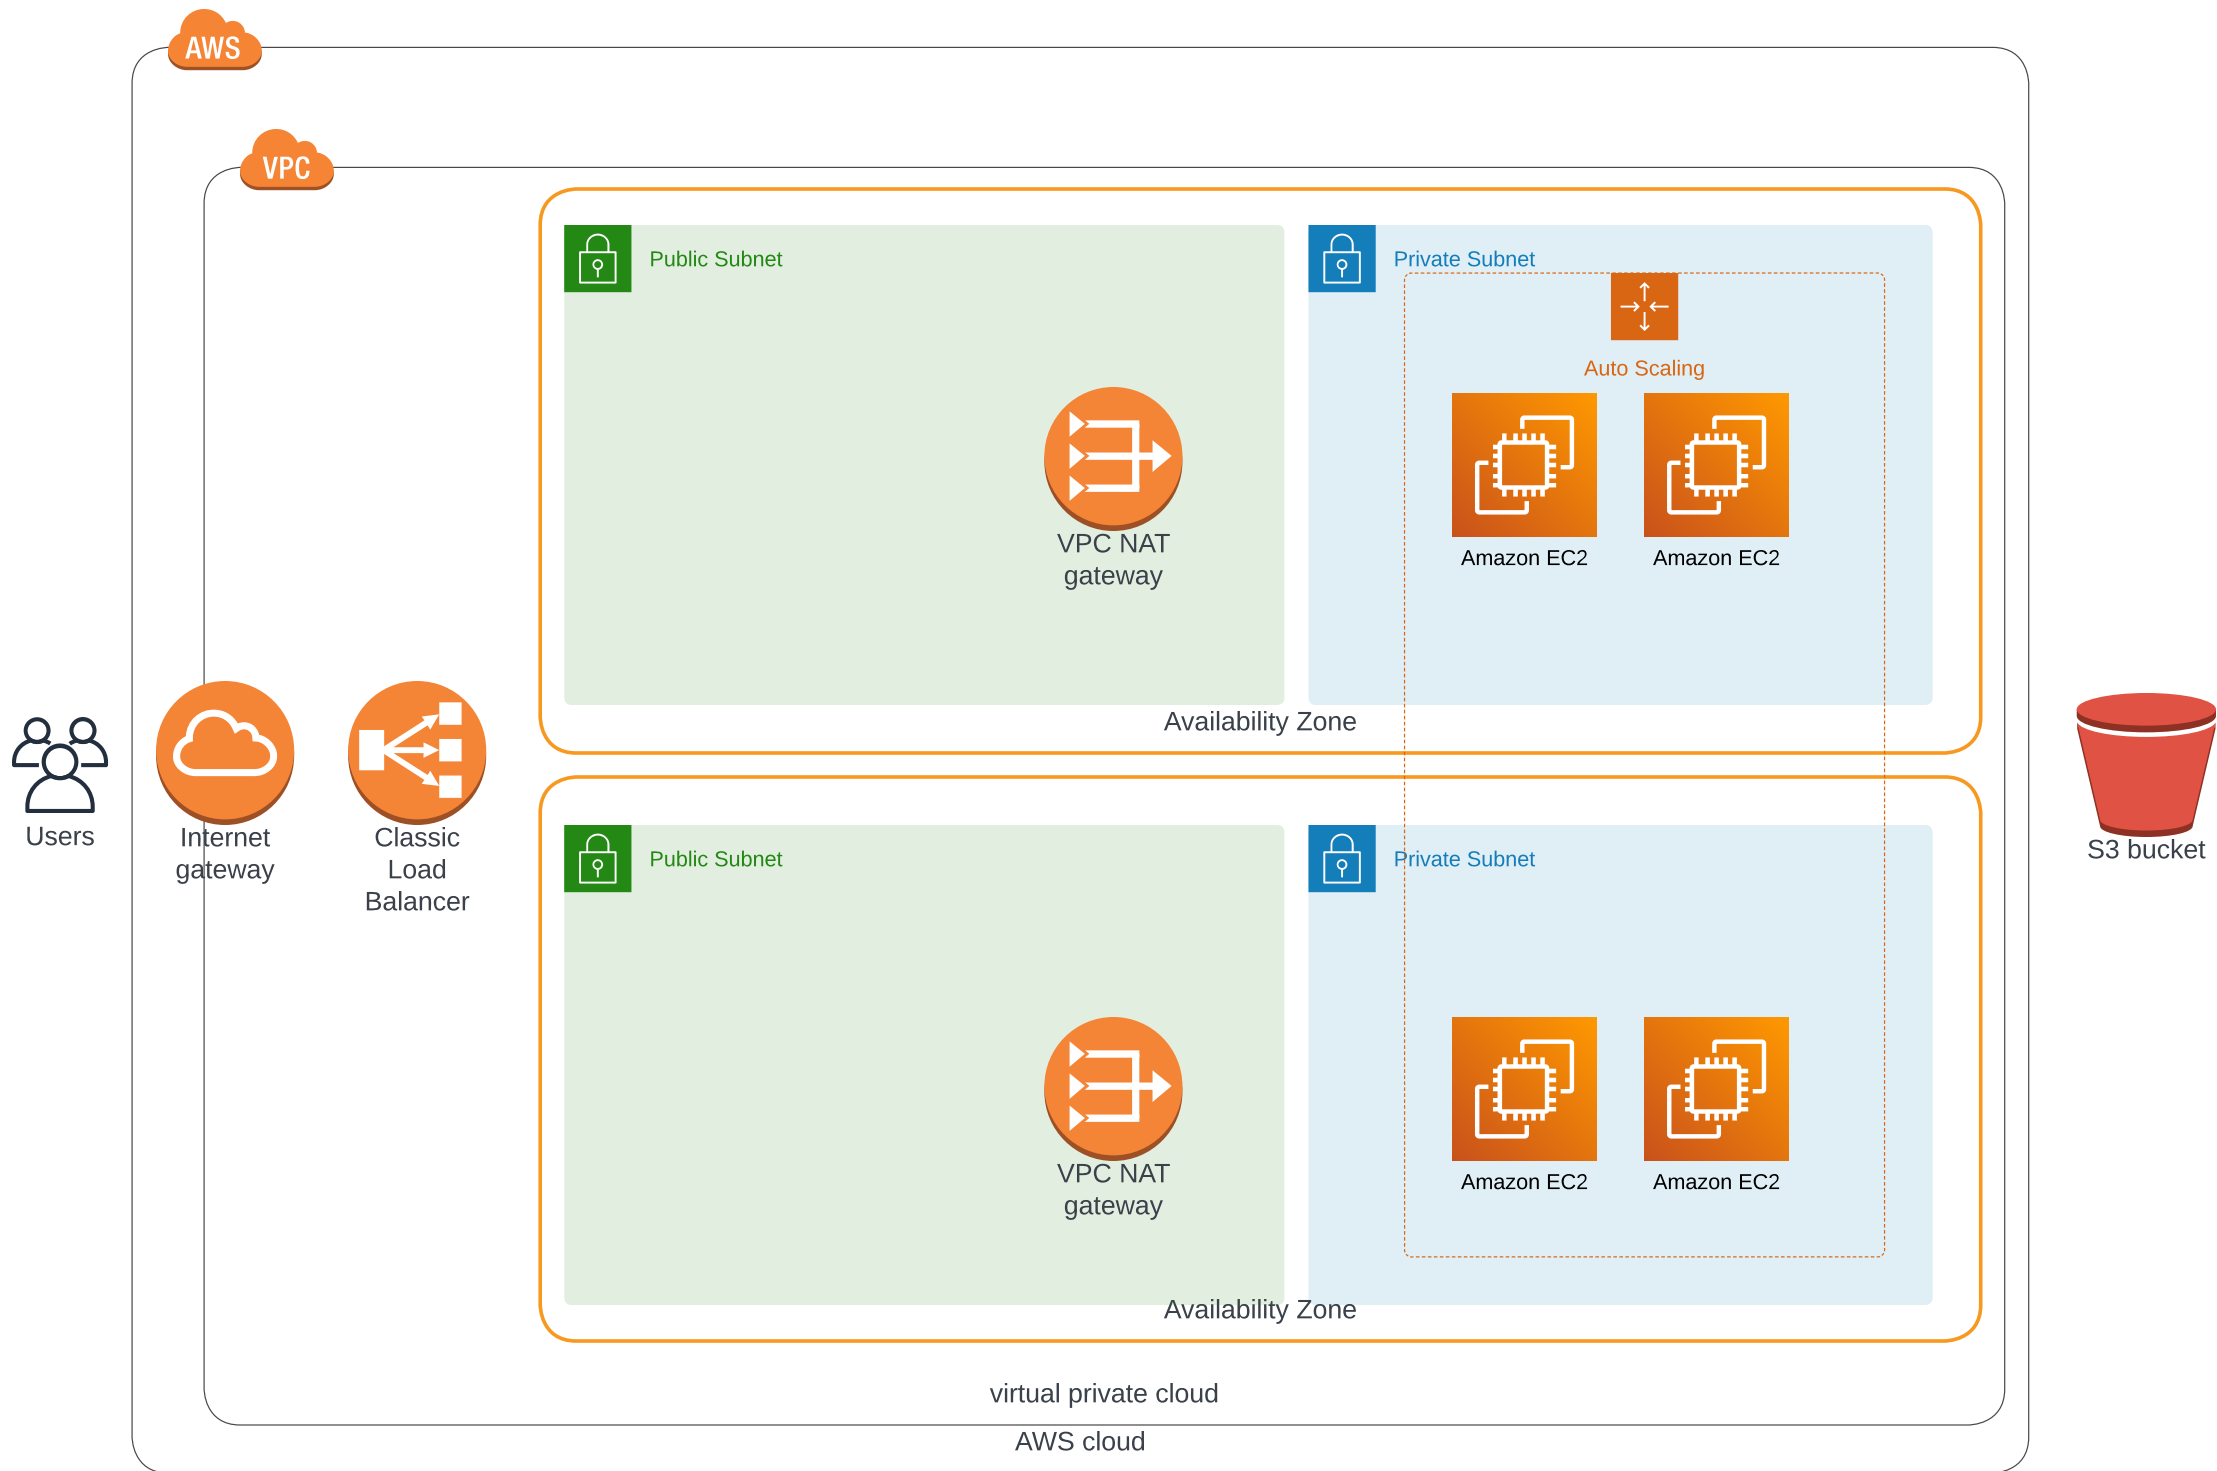 AWS
VPC
Public Subnet
Private Subnet
Auto Scaling
VPC NAT
gateway
Amazon EC2
Amazon EC2
Availability Zone
Users
Internet
gateway
Classic
Load
Balancer
S3 bucket
Public Subnet
Private Subnet
VPC NAT
gateway
Amazon EC2
Amazon EC2
Availability Zone
virtual private cloud
AWS cloud